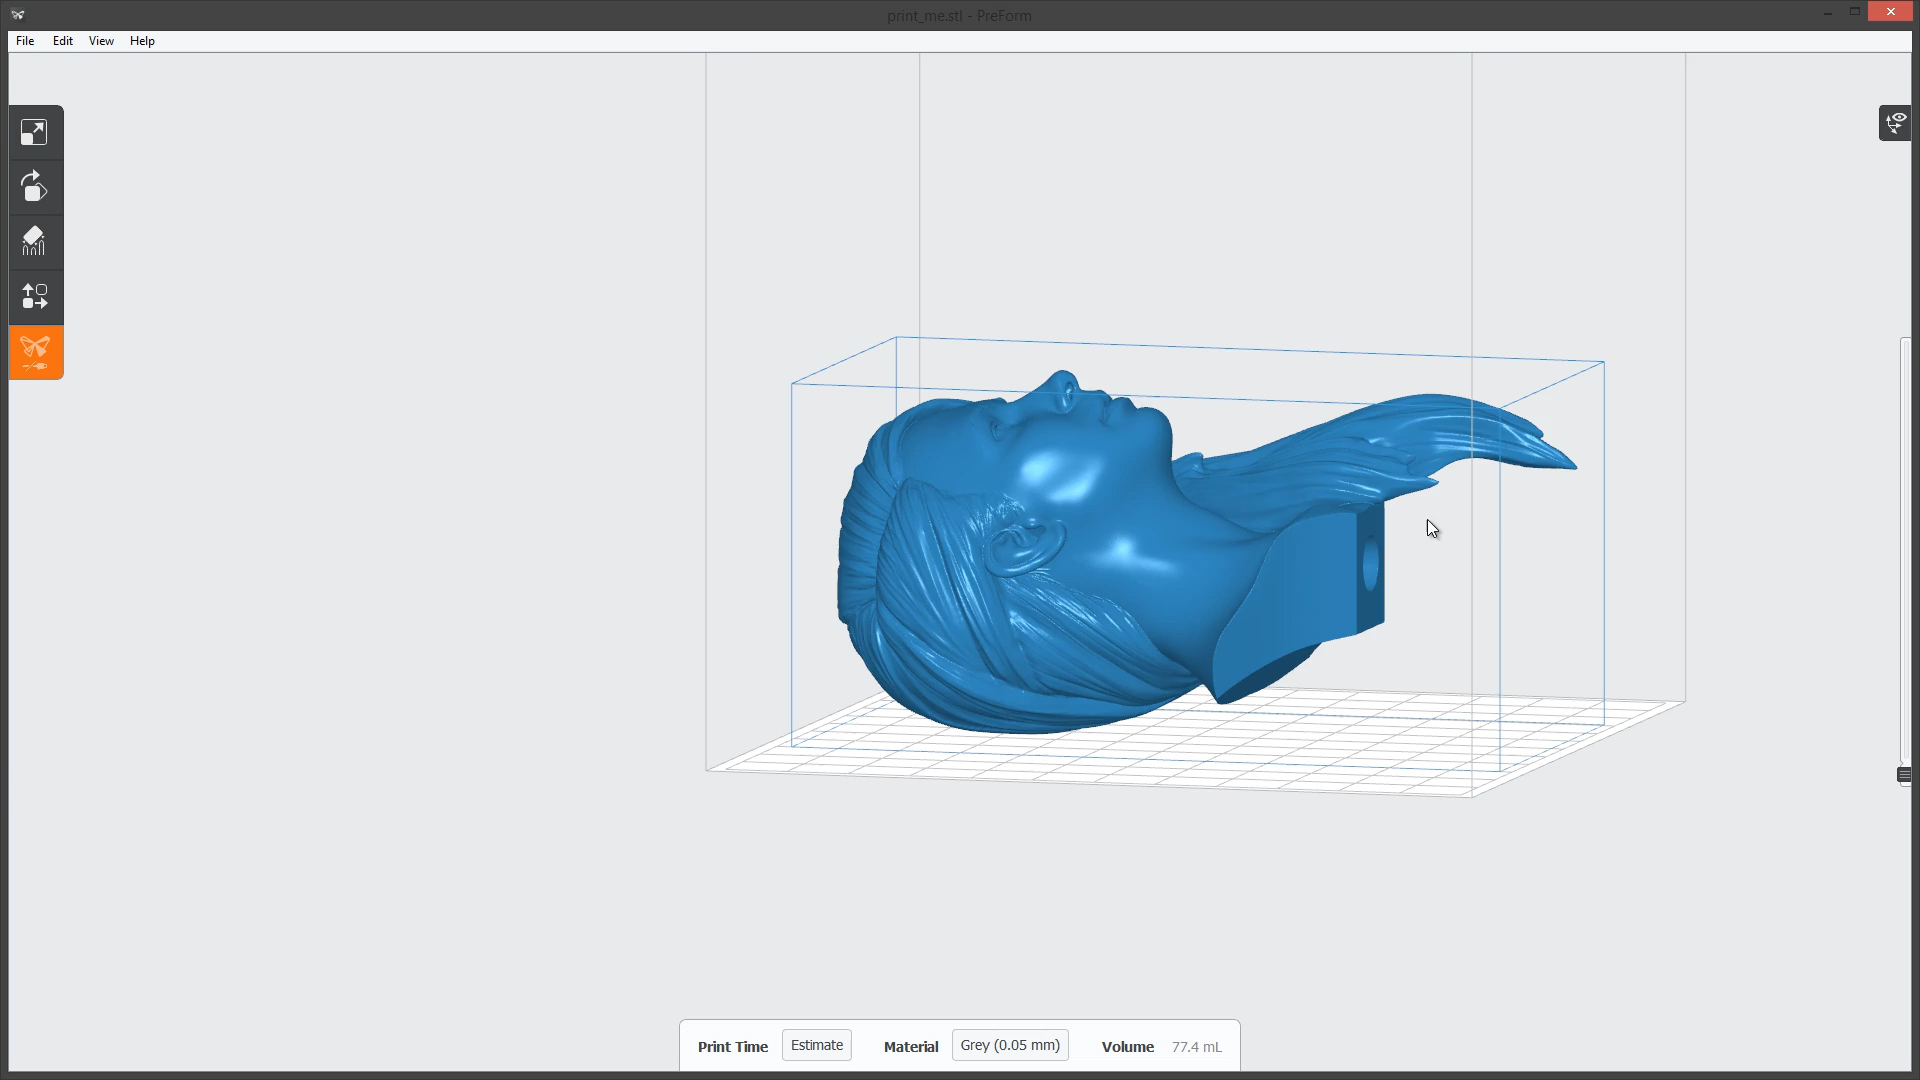 print_me.stl - PreForm
File Edit View Help
Print Time Estimate Material Grey (0.05 mm) Volume 77.4 mL